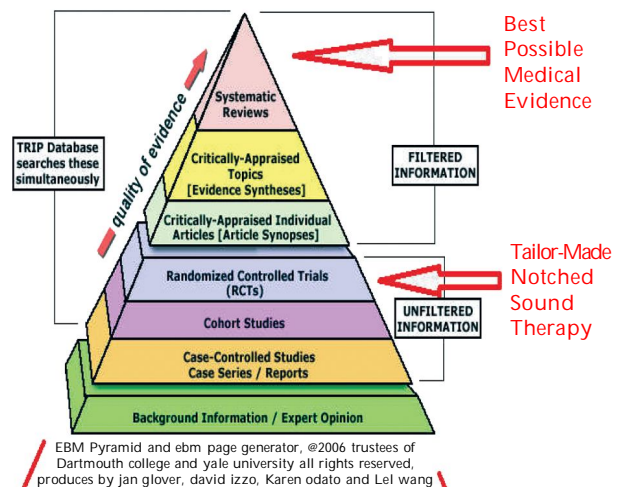 Best
Possible
Medical
Evidence
Systematic
Reviews
quality of evidence
TRIP Database
searches these
simultaneously
Critically-Appraised
Topics
[Evidence Syntheses]
FILTERED
INFORMATION
Critically-Appraised Individual
Articles [Article Synopses]
Randomized Controlled Trials
(RCTs)
Tailor-Made
Notched
Sound
Therapy
UNFILTERED
INFORMATION
Cohort Studies
Case-Controlled Studies
Case Series / Reports
Background Information / Expert Opinion
EBM Pyramid and ebm page generator, @2006 trustees of
Dartmouth college and yale university all rights reserved,
produces by jan glover, david izzo, Karen odato and Lel wang